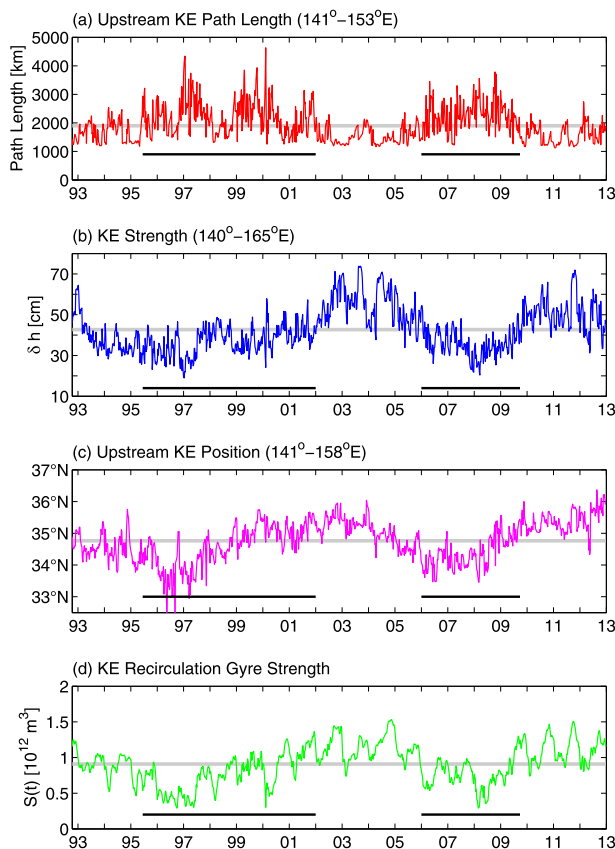 (a) Upstream KE Path Length (141°−153°E)
Path Length [km]
5000
4000
3000
2000
1000
0
93 95 97 99 01 03 05 07 09 11 13
(b) KE Strength (140°−165°E)
δ h [cm]
70
50
30
10
93 95 97 99 01 03 05 07 09 11 13
(c) Upstream KE Position (141°−158°E)
37°N
36°N
35°N
34°N
33°N
93 95 97 99 01 03 05 07 09 11 13
(d) KE Recirculation Gyre Strength
S(t) [10¹² m³]
2
1.5
1
0.5
0
93 95 97 99 01 03 05 07 09 11 13